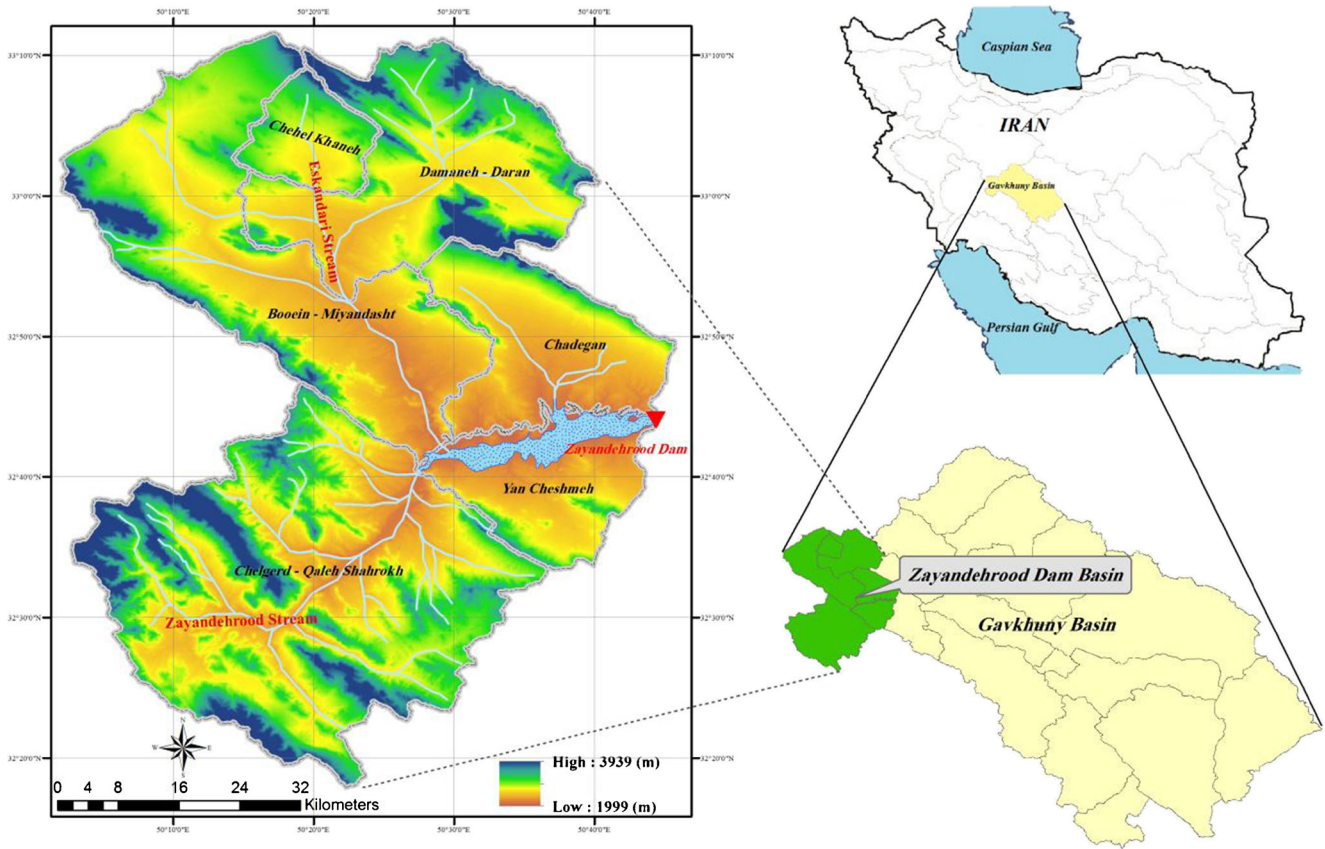 50°10'0"E
50°20'0"E
50°30'0"E
50°40'0"E
33°10'0"N
33°10'0"N
Caspian Sea
Chehel Khaneh
IRAN
Damaneh - Daran
Eskandari Stream
33°0'0"N
33°0'0"N
Gavkhuny Basin
Booein - Miyandasht
Persian Gulf
32°50'0"N
32°50'0"N
Chadegan
Zayandehrood Dam
32°40'0"N
32°40'0"N
Yan Cheshmeh
Chelgerd - Qaleh Shahrokh
Zayandehrood Dam Basin
Zayandehrood Stream
32°30'0"N
32°30'0"N
Gavkhuny Basin
N
W
E
S
32°20'0"N
32°20'0"N
High : 3939 (m)
Low : 1999 (m)
0 4 8 16 24 32
Kilometers
50°10'0"E
50°20'0"E
50°30'0"E
50°40'0"E